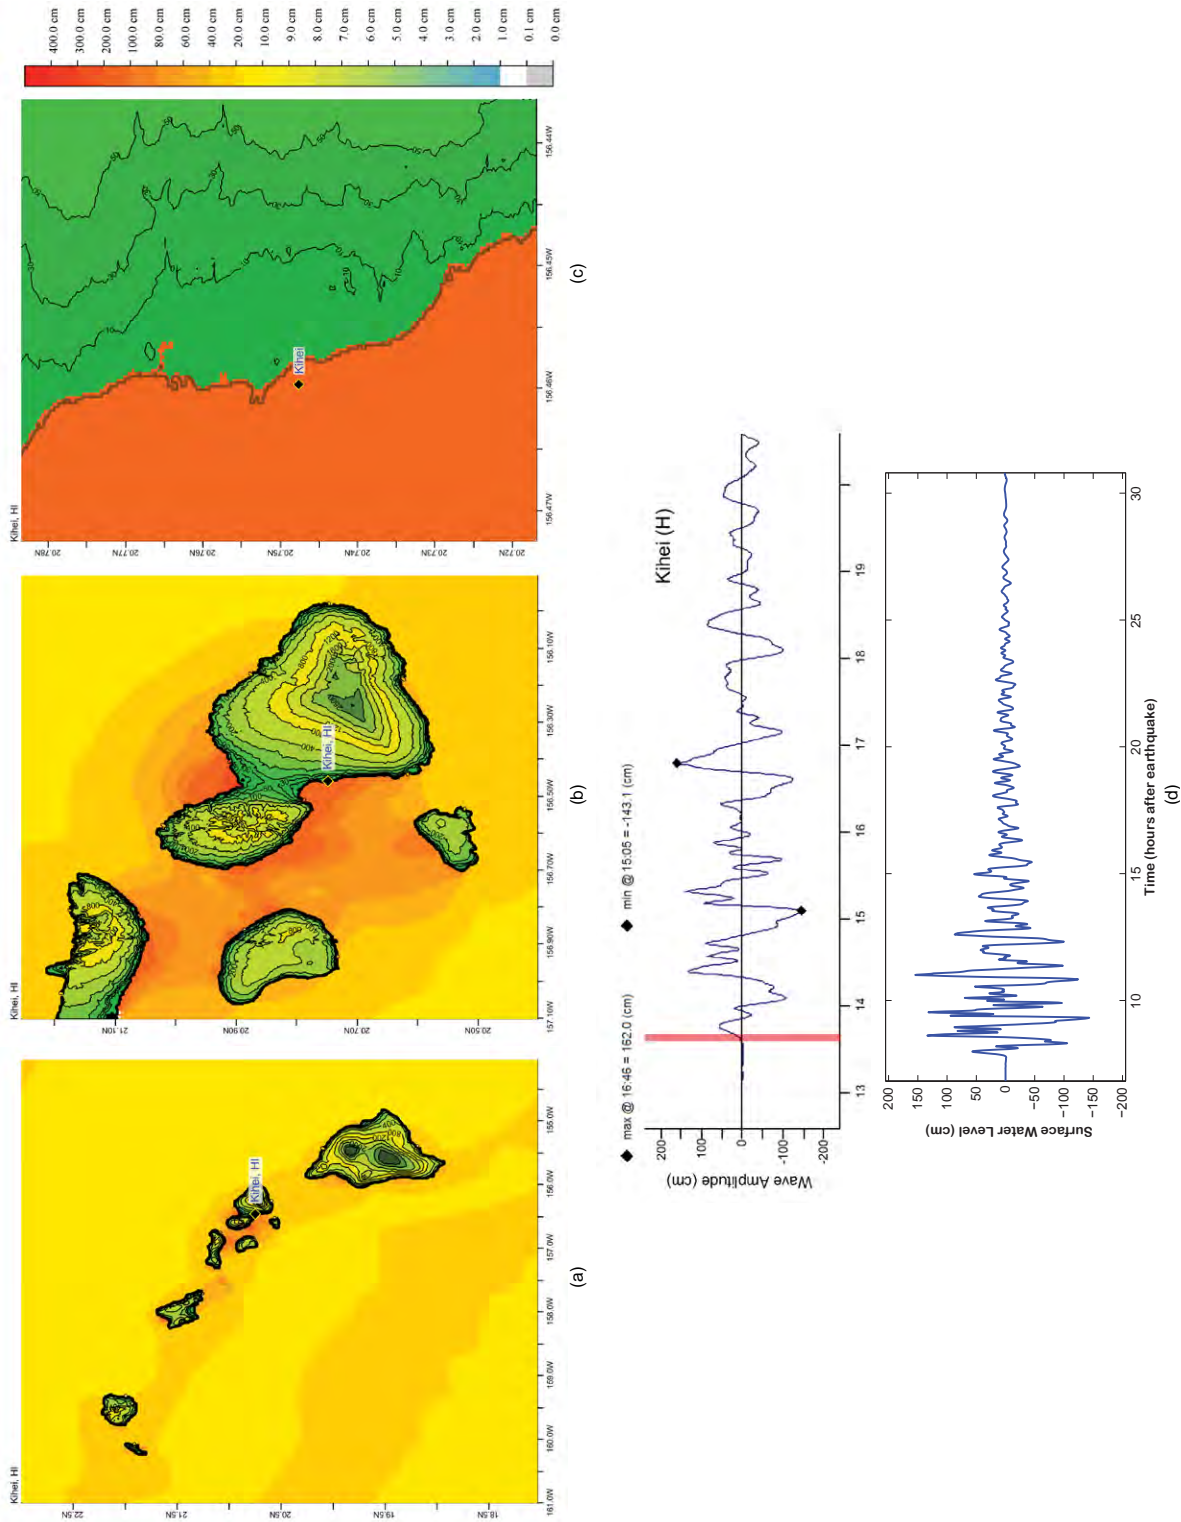 Kihei, HI
22.5N
21.5N
20.5N
19.5N
18.5N
161.0W
160.0W
159.0W
158.0W
157.0W
156.0W
155.0W
Kihei, HI
400
800
1200
(a)
Kihei, HI
21.10N
20.90N
20.70N
20.50N
157.10W
156.90W
156.70W
156.50W
156.30W
156.10W
Kihei, HI
(b)
Kihei, HI
20.78N
20.77N
20.76N
20.75N
20.74N
20.73N
20.72N
156.47W
156.46W
156.45W
156.44W
Kihei
(c)
400.0 cm
300.0 cm
200.0 cm
100.0 cm
80.0 cm
60.0 cm
40.0 cm
20.0 cm
10.0 cm
9.0 cm
8.0 cm
7.0 cm
6.0 cm
5.0 cm
4.0 cm
3.0 cm
2.0 cm
1.0 cm
0.1 cm
0.0 cm
◆ max @ 16:46 = 162.0 (cm) ◆ min @ 15:05 = -143.1 (cm)
Kihei (H)
Wave Amplitude (cm)
200
100
0
-100
-200
13 14 15 16 17 18 19
Surface Water Level (cm)
200
150
100
50
0
-50
-100
-150
-200
10 15 20 25 30
Time (hours after earthquake)
(d)